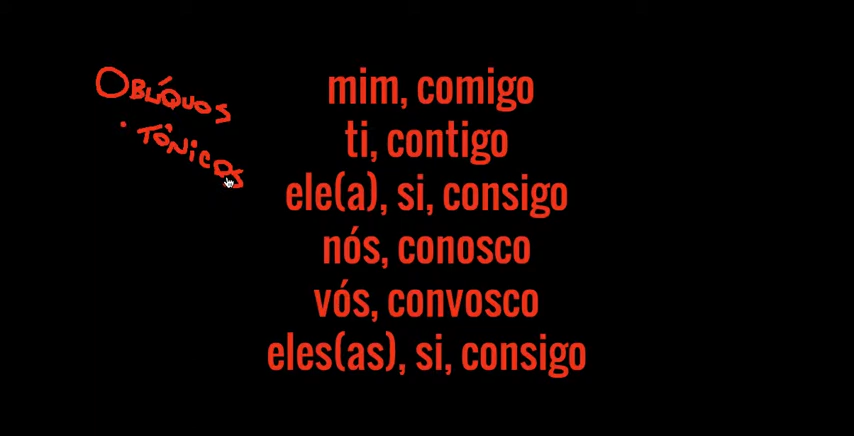 OBLÍQUOS
• TÔNICOS
mim, comigo
ti, contigo
ele(a), si, consigo
nós, conosco
vós, convosco
eles(as), si, consigo